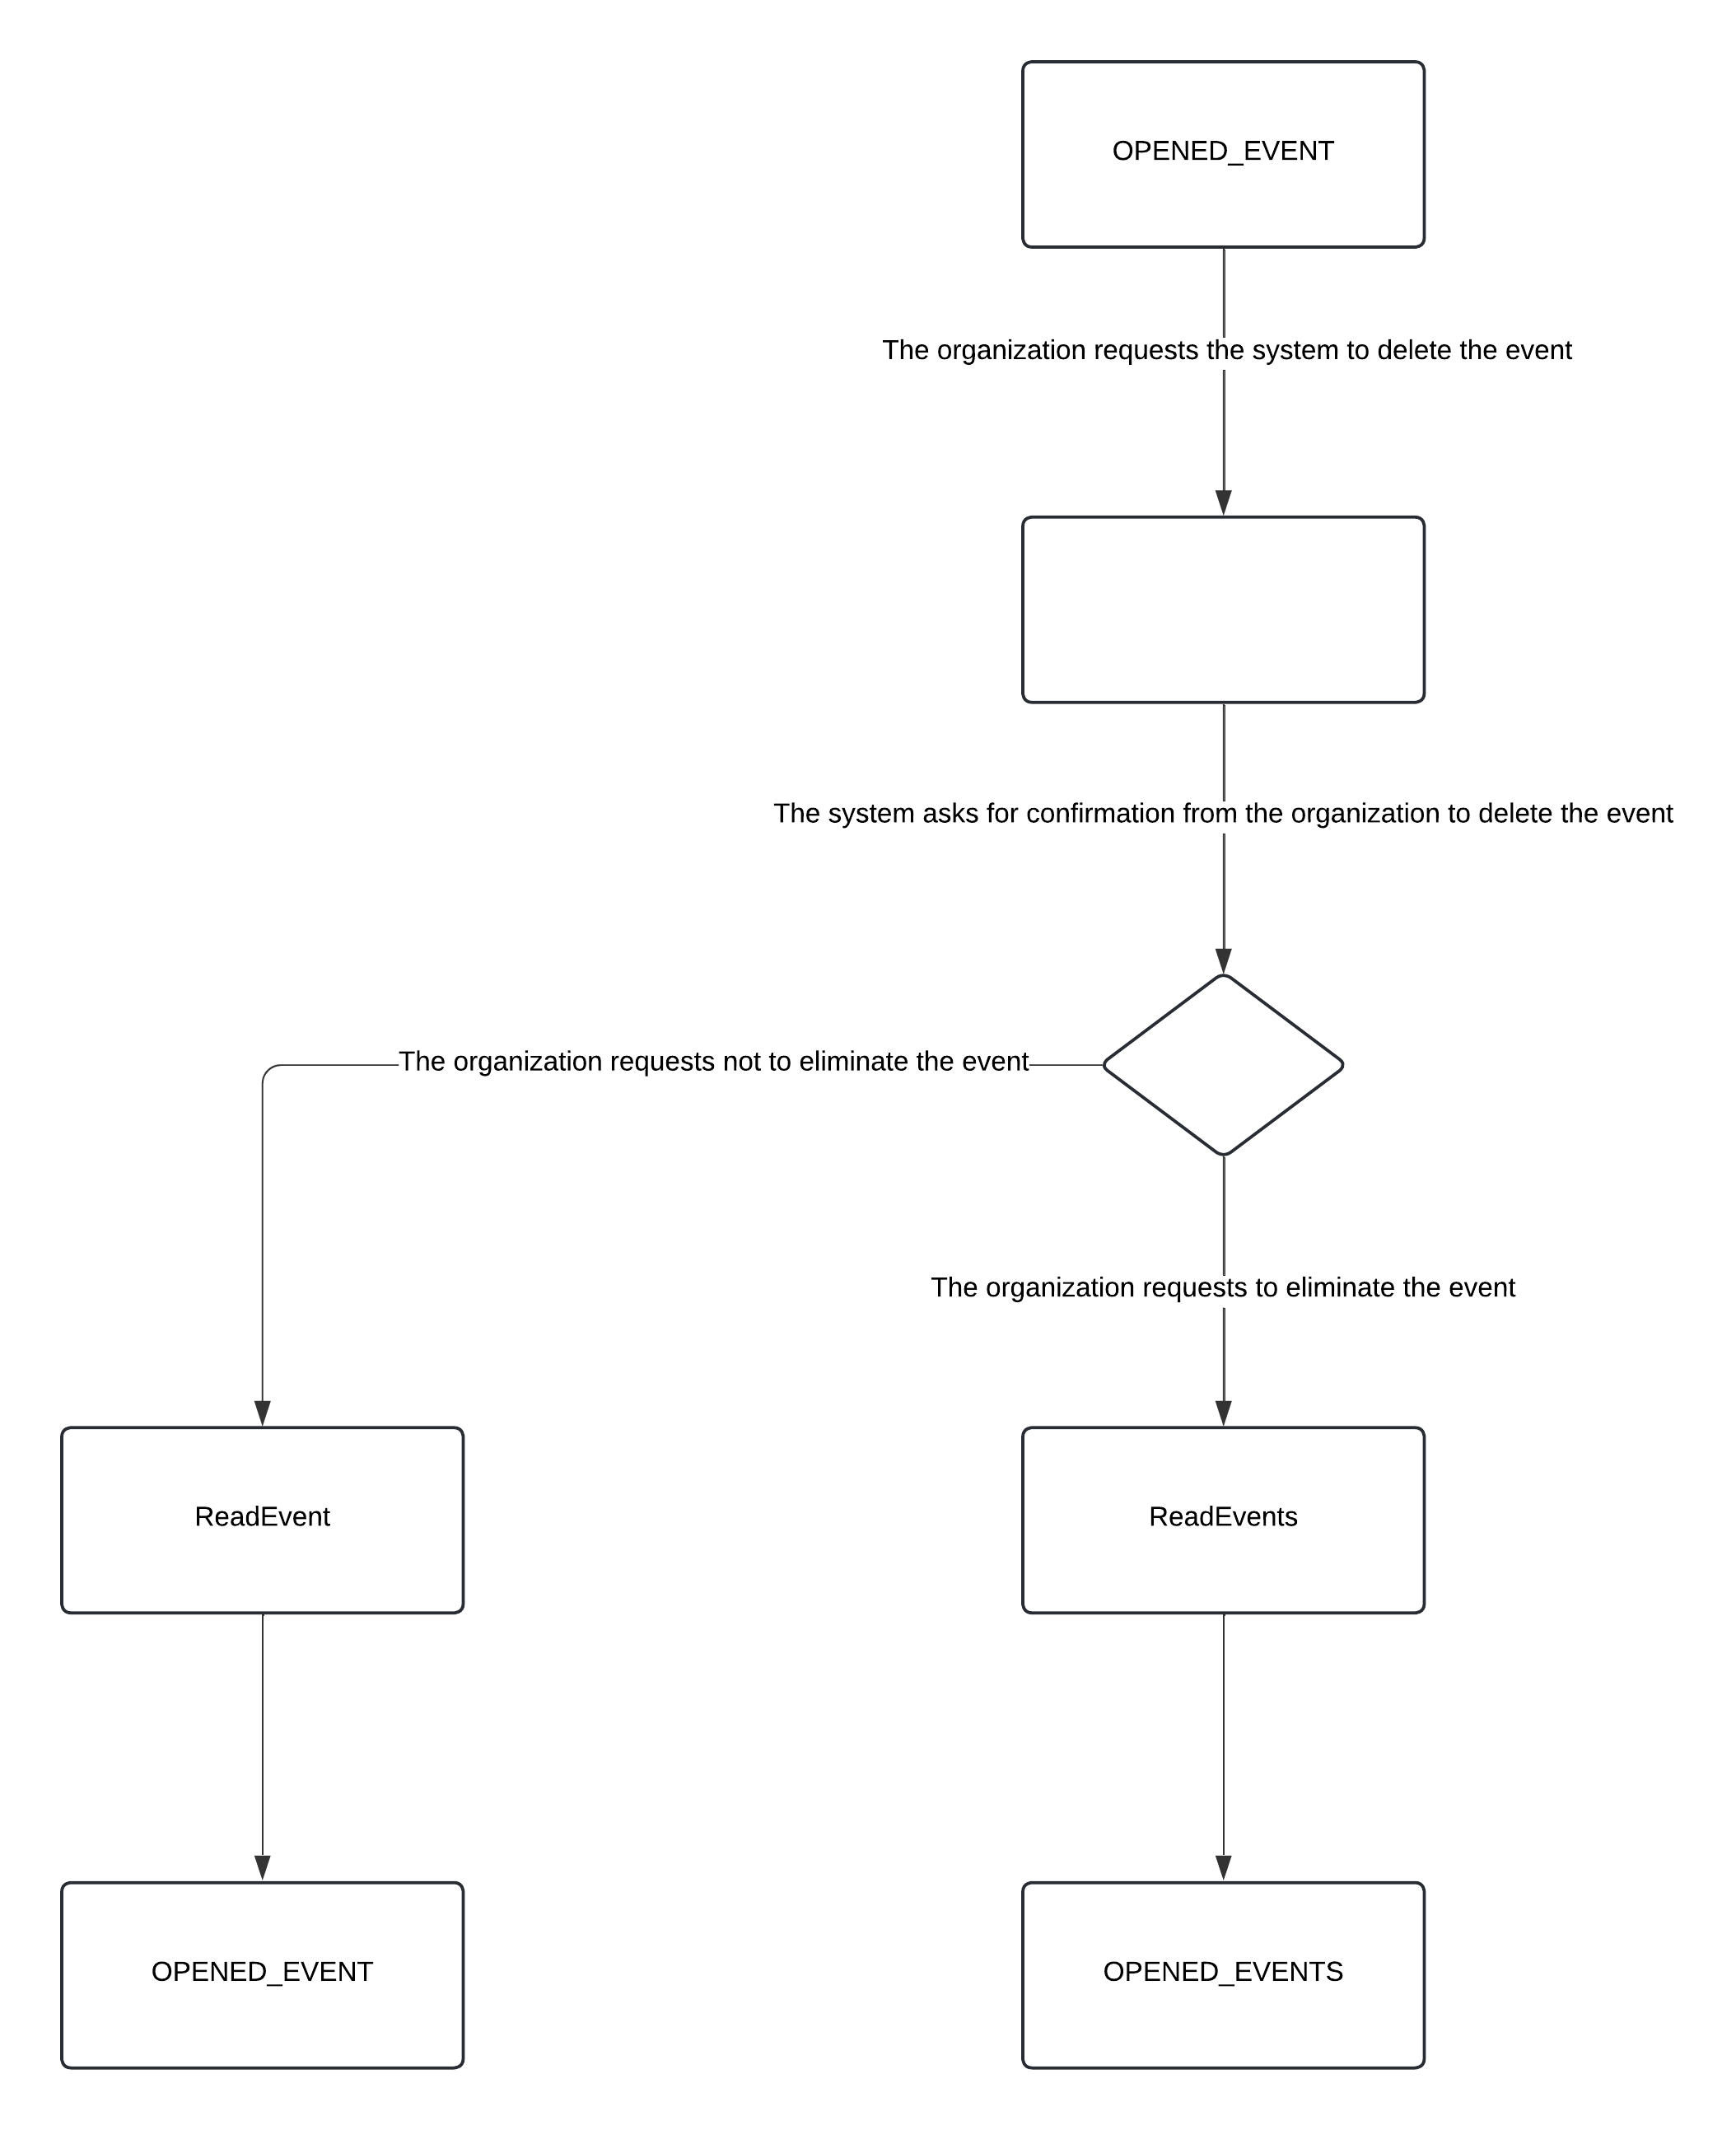 OPENED_EVENT
The organization requests the system to delete the event
The system asks for confirmation from the organization to delete the event
The organization requests not to eliminate the event
The organization requests to eliminate the event
ReadEvent
ReadEvents
OPENED_EVENT
OPENED_EVENTS